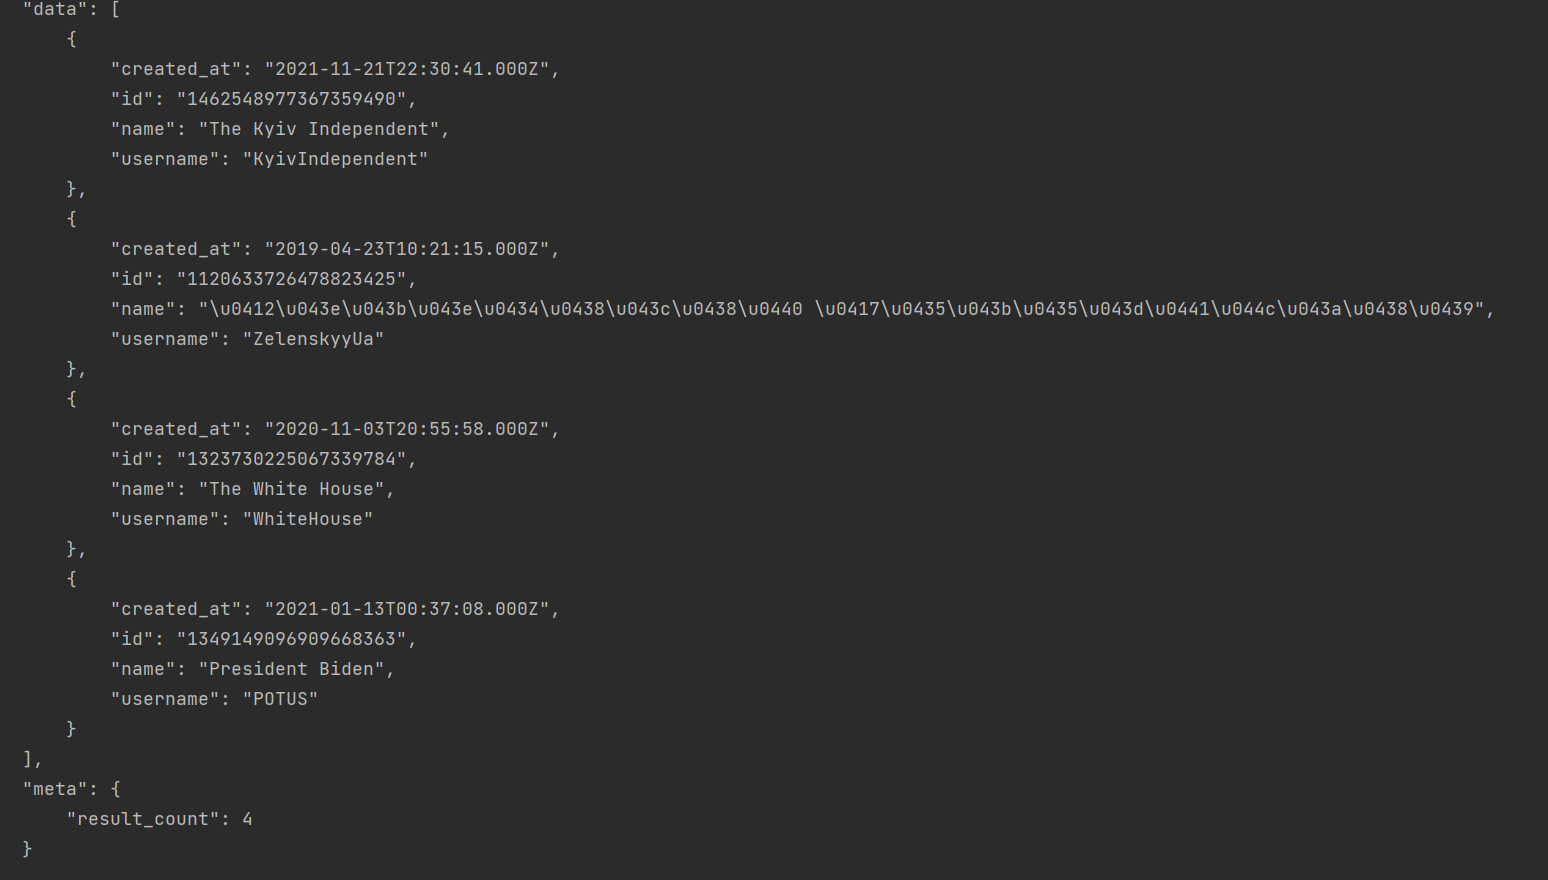 "data": [
{
"created_at": "2021-11-21T22:30:41.000Z",
"id": "1462548977367359490",
"name": "The Kyiv Independent",
"username": "KyivIndependent"
},
{
"created_at": "2019-04-23T10:21:15.000Z",
"id": "1120633726478823425",
"name": "\u0412\u043e\u043b\u043e\u0434\u0438\u043c\u0438\u0440 \u0417\u0435\u043b\u0435\u043d\u0441\u044c\u043a\u0438\u0439",
"username": "ZelenskyyUa"
},
{
"created_at": "2020-11-03T20:55:58.000Z",
"id": "1323730225067339784",
"name": "The White House",
"username": "WhiteHouse"
},
{
"created_at": "2021-01-13T00:37:08.000Z",
"id": "1349149096909668363",
"name": "President Biden",
"username": "POTUS"
}
],
"meta": {
"result_count": 4
}